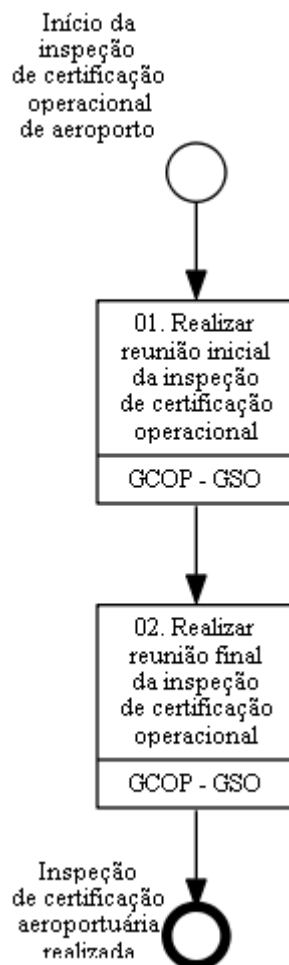 Início da
inspeção
de certificação
operacional
de aeroporto
01. Realizar
reunião inicial
da inspeção
de certificação
operacional
GCOP - GSO
02. Realizar
reunião final
da inspeção
de certificação
operacional
GCOP - GSO
Inspeção
de certificação
aeroportuária
realizada